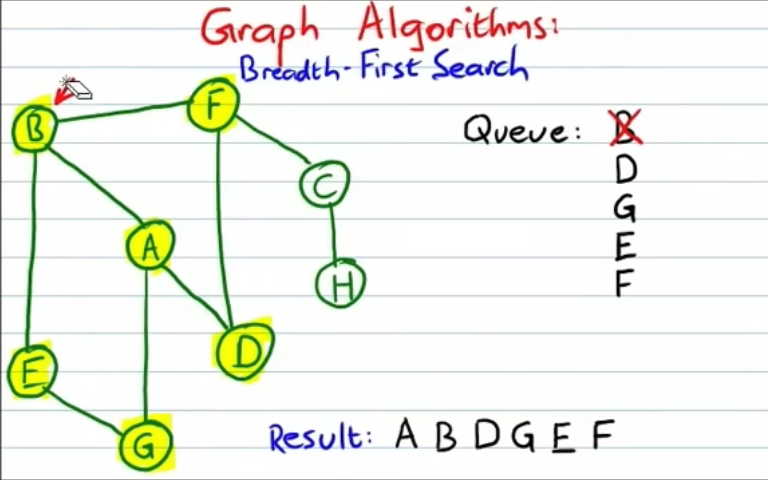 Graph Algorithms:
Breadth-First Search
B
F
C
A
H
E
D
G
Queue: B
D
G
E
F
Result: A B D G E F